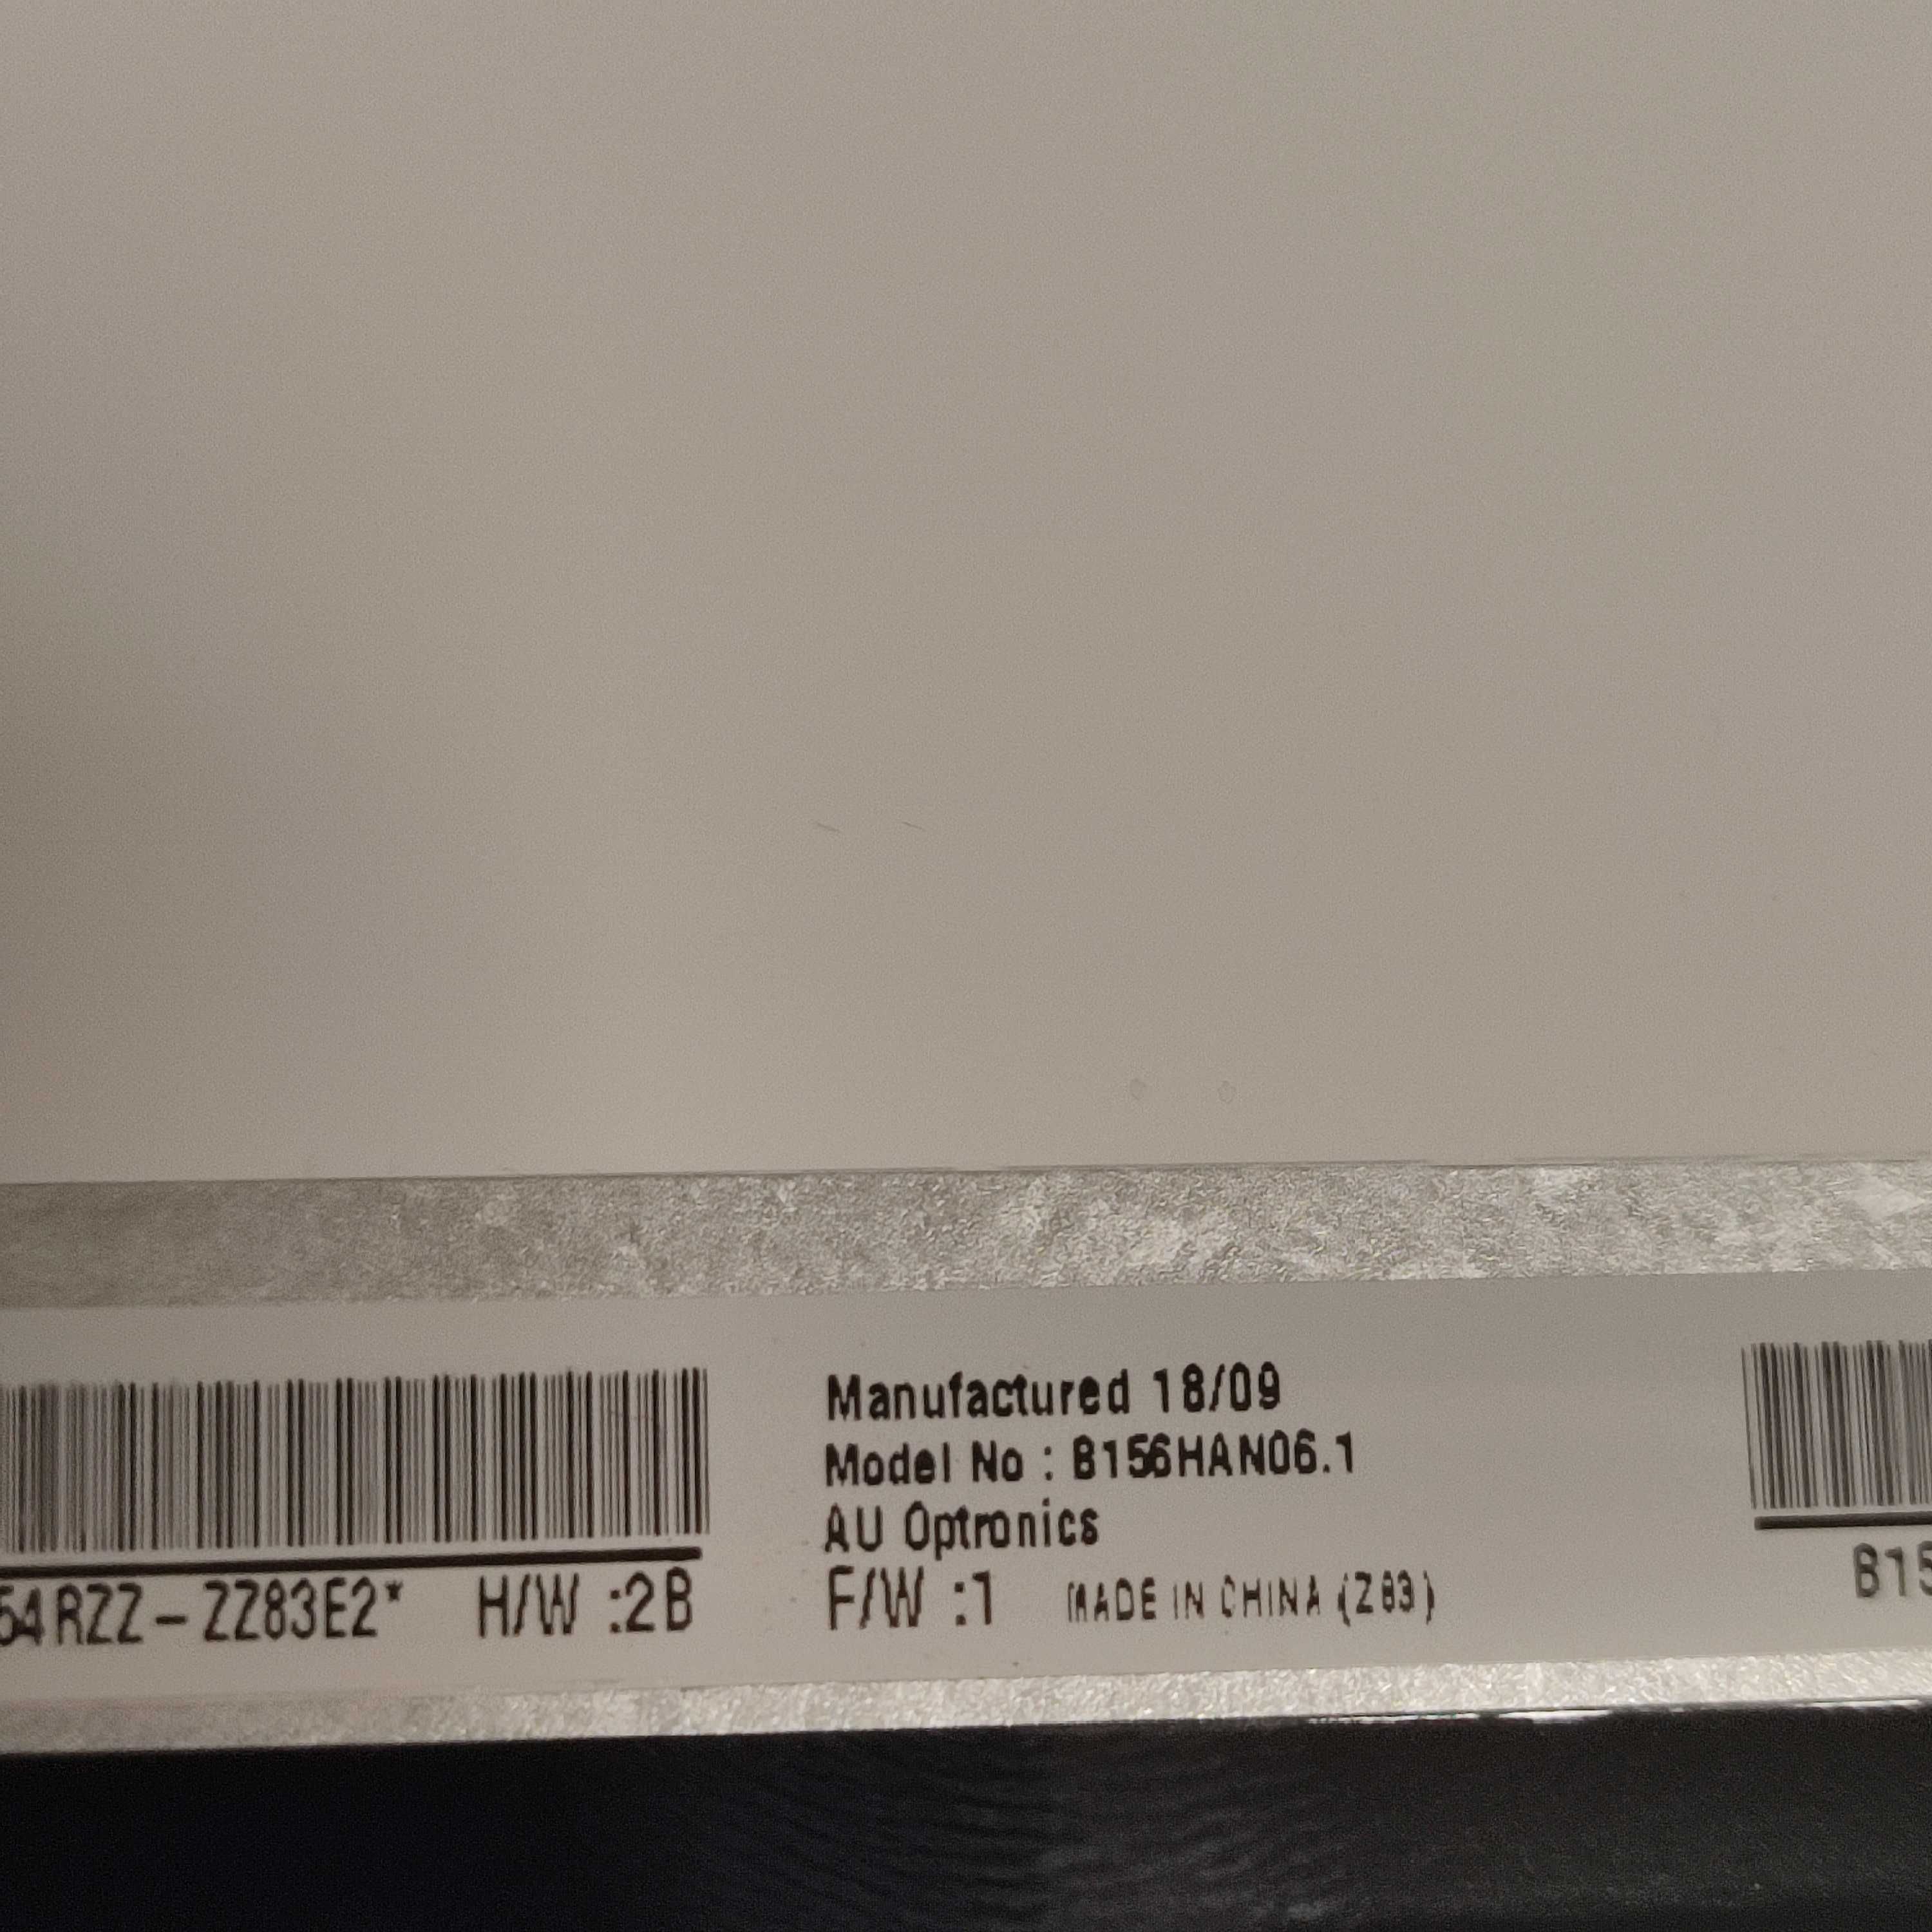 Manufactured 18/09
Model No : B156HAN06.1
AU Optronics
54RZZ-ZZ83E2* H/W :2B F/W :1 MADE IN CHINA (Z83) B15